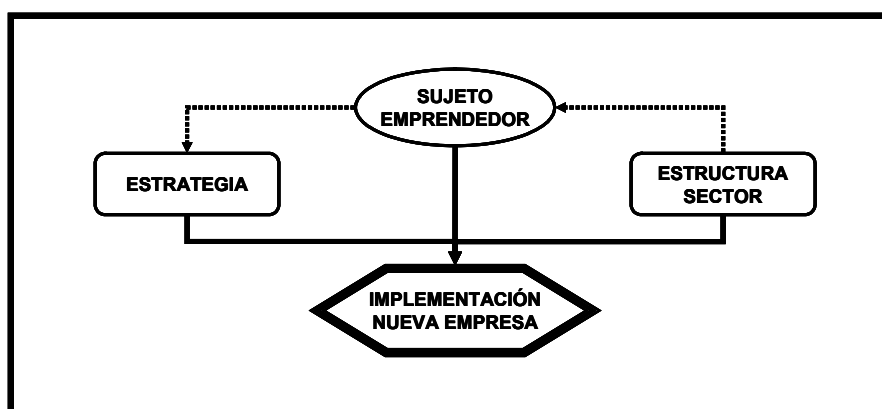 SUJETO
EMPRENDEDOR
ESTRATEGIA
ESTRUCTURA
SECTOR
IMPLEMENTACIÓN
NUEVA EMPRESA